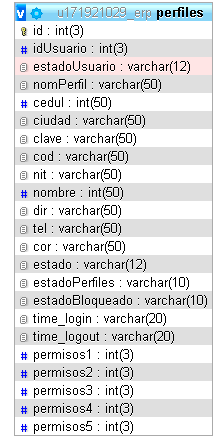 v u171921029_erp perfiles
id : int(3)
# idUsuario : int(3)
estadoUsuario : varchar(12)
nomPerfil : varchar(50)
# cedul : int(50)
ciudad : varchar(50)
clave : varchar(50)
cod : varchar(50)
nit : varchar(50)
# nombre : int(50)
dir : varchar(50)
tel : varchar(50)
cor : varchar(50)
estado : varchar(12)
estadoPerfiles : varchar(10)
estadoBloqueado : varchar(10)
time_login : varchar(20)
time_logout : varchar(20)
# permisos1 : int(3)
# permisos2 : int(3)
# permisos3 : int(3)
# permisos4 : int(3)
# permisos5 : int(3)